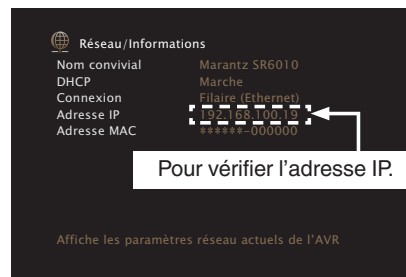 Réseau/Informations
Nom convivial Marantz SR6010
DHCP Marche
Connexion Filaire (Ethernet)
Adresse IP 192.168.100.19
Adresse MAC ******-000000
Pour vérifier l’adresse IP.
Affiche les paramètres réseau actuels de l’AVR